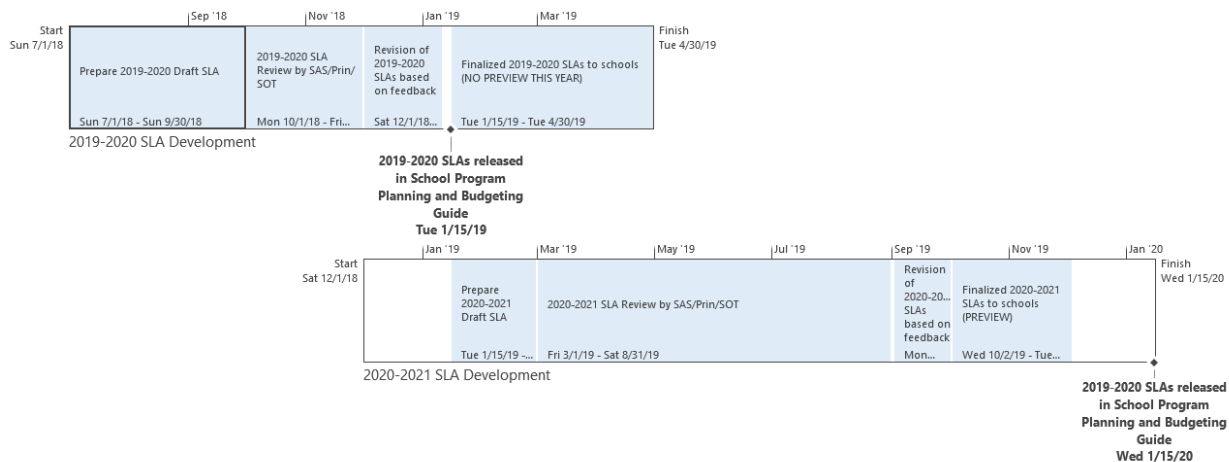 Sep '18
Nov '18
Jan '19
Mar '19
Start
Sun 7/1/18
Finish
Tue 4/30/19
Prepare 2019-2020 Draft SLA
Sun 7/1/18 - Sun 9/30/18
2019-2020 SLA
Review by SAS/Prin/
SOT
Mon 10/1/18 - Fri...
Revision of
2019-2020
SLAs based
on feedback
Sat 12/1/18...
Finalized 2019-2020 SLAs to schools
(NO PREVIEW THIS YEAR)
Tue 1/15/19 - Tue 4/30/19
2019-2020 SLA Development
2019-2020 SLAs released
in School Program
Planning and Budgeting
Guide
Tue 1/15/19
Jan '19
Mar '19
May '19
Jul '19
Sep '19
Nov '19
Jan '20
Start
Sat 12/1/18
Finish
Wed 1/15/20
Prepare
2020-2021
Draft SLA
Tue 1/15/19 -...
2020-2021 SLA Review by SAS/Prin/SOT
Fri 3/1/19 - Sat 8/31/19
Revision
of
2020-20...
SLAs
based on
feedback
Mon...
Finalized 2020-2021
SLAs to schools
(PREVIEW)
Wed 10/2/19 - Tue...
2020-2021 SLA Development
2019-2020 SLAs released
in School Program
Planning and Budgeting
Guide
Wed 1/15/20